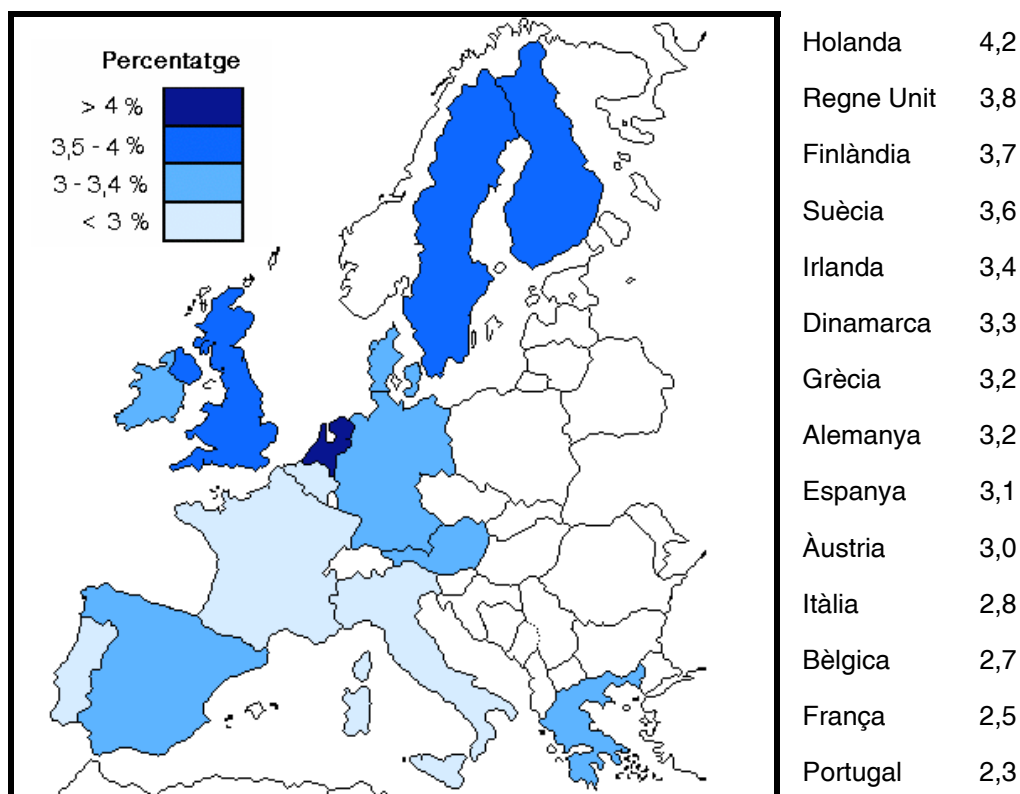 Percentatge
> 4 %
3,5 - 4 %
3 - 3,4 %
< 3 %
Holanda 4,2
Regne Unit 3,8
Finlàndia 3,7
Suècia 3,6
Irlanda 3,4
Dinamarca 3,3
Grècia 3,2
Alemanya 3,2
Espanya 3,1
Àustria 3,0
Itàlia 2,8
Bèlgica 2,7
França 2,5
Portugal 2,3